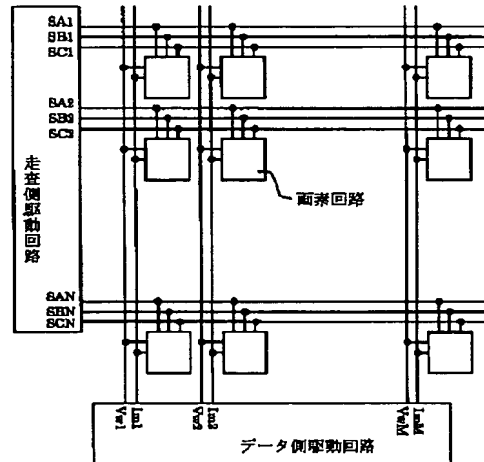 SA1
SB1
SC1
SA2
SB2
SC2
走査側駆動回路
画素回路
SAN
SBN
SCN
Vw1
Im1
Vw2
Im2
VwM
ImM
データ側駆動回路